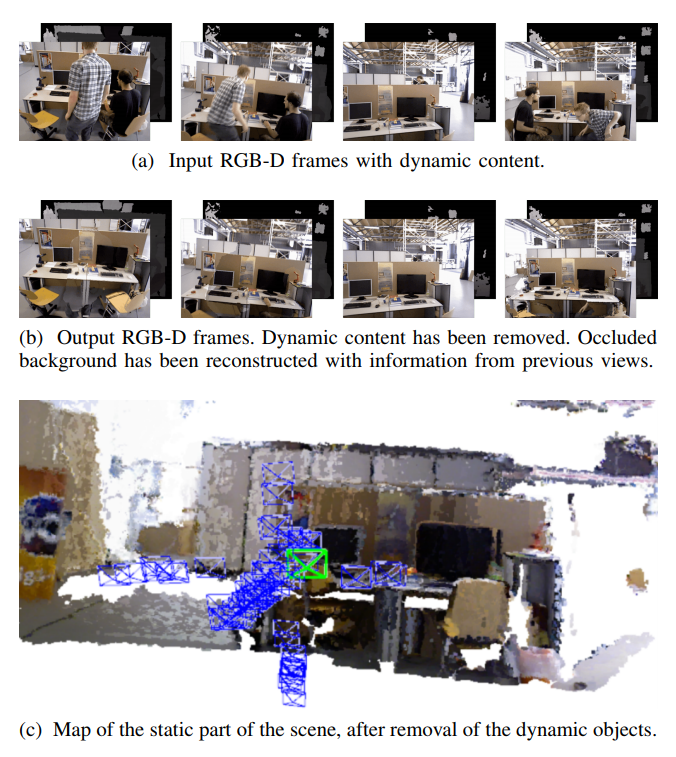 (a) Input RGB-D frames with dynamic content.
(b) Output RGB-D frames. Dynamic content has been removed. Occluded
background has been reconstructed with information from previous views.
(c) Map of the static part of the scene, after removal of the dynamic objects.